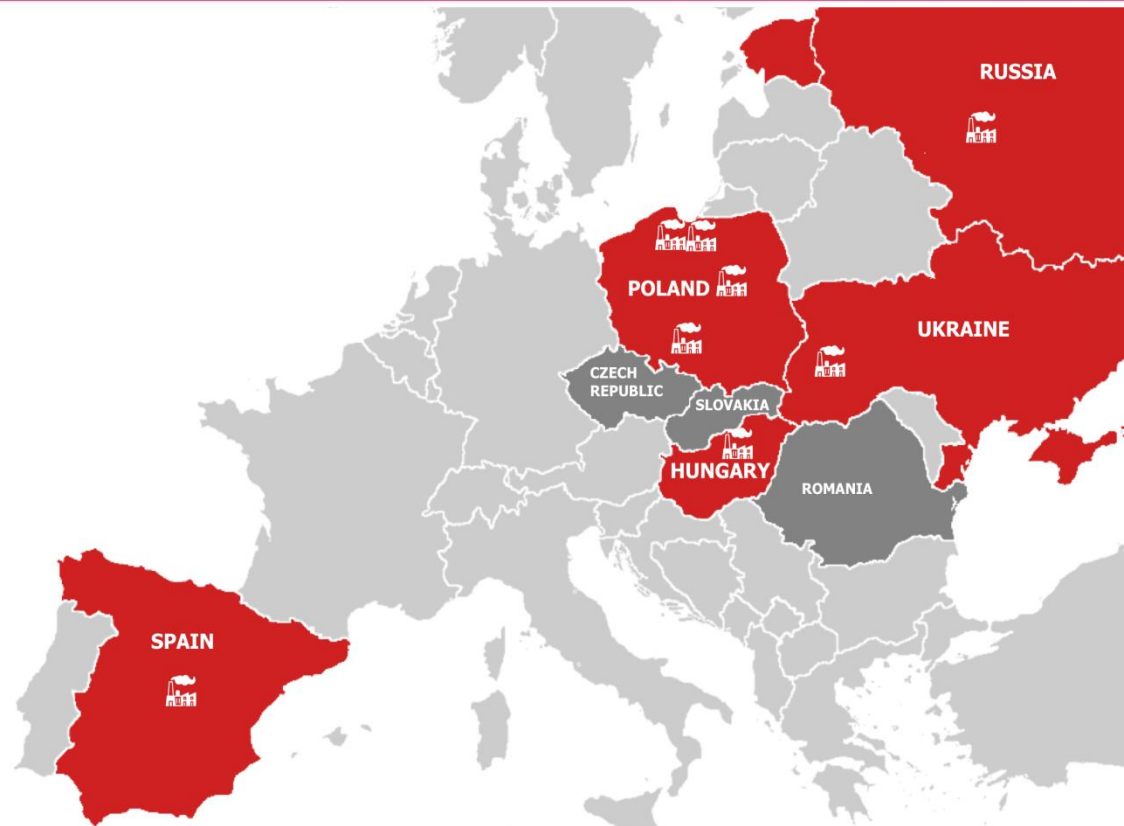 RUSSIA
POLAND
UKRAINE
CZECH
REPUBLIC
SLOVAKIA
HUNGARY
ROMANIA
SPAIN